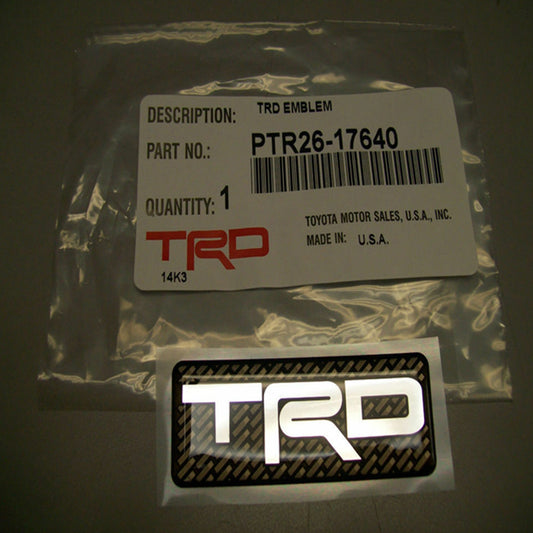 DESCRIPTION: TRD EMBLEM
PART NO.: PTR26-17640
QUANTITY: 1
TOYOTA MOTOR SALES, U.S.A., INC.
TRD
MADE IN: U.S.A.
14K3
TRD